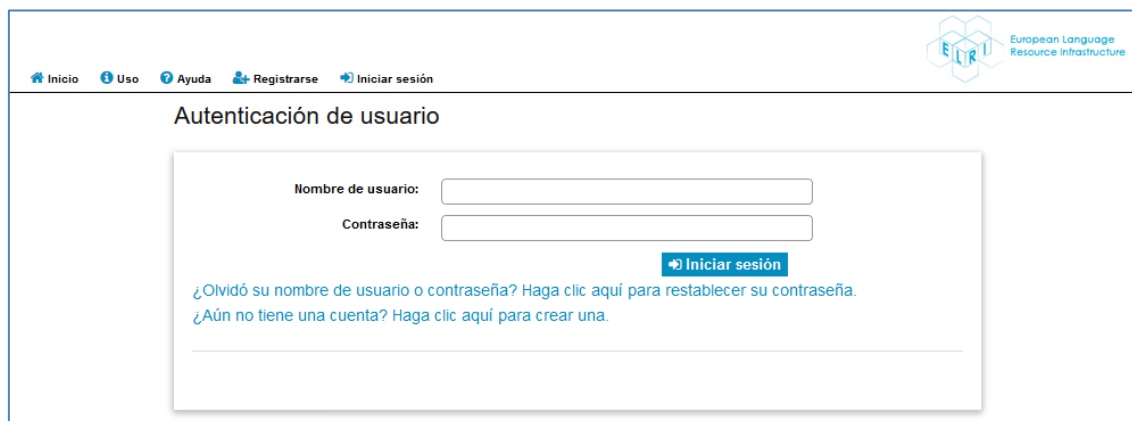 ELRI
European Language
Resource Infrastructure
Inicio Uso Ayuda Registrarse Iniciar sesión
Autenticación de usuario
Nombre de usuario:
Contraseña:
Iniciar sesión
¿Olvidó su nombre de usuario o contraseña? Haga clic aquí para restablecer su contraseña.
¿Aún no tiene una cuenta? Haga clic aquí para crear una.